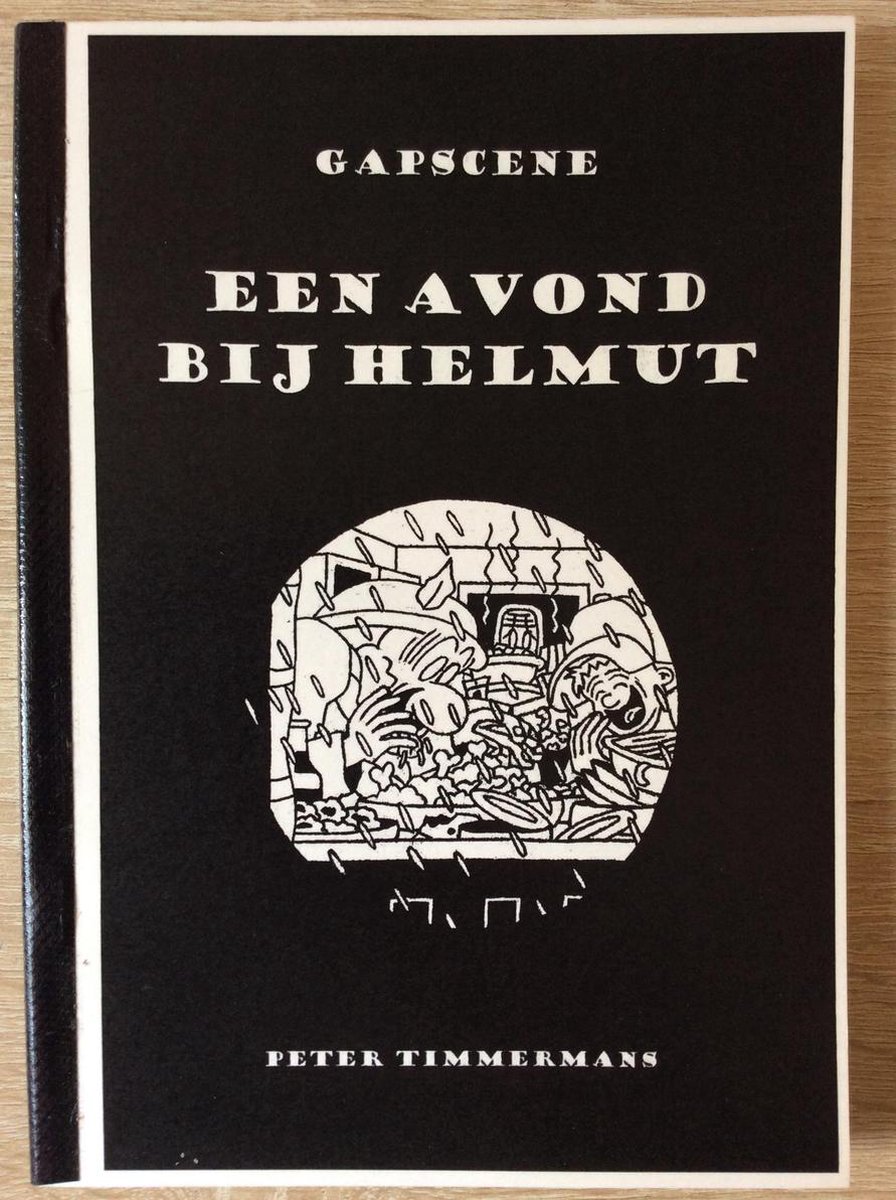 GAPSCENE
EEN AVOND
BIJ HELMUT
PETER TIMMERMANS